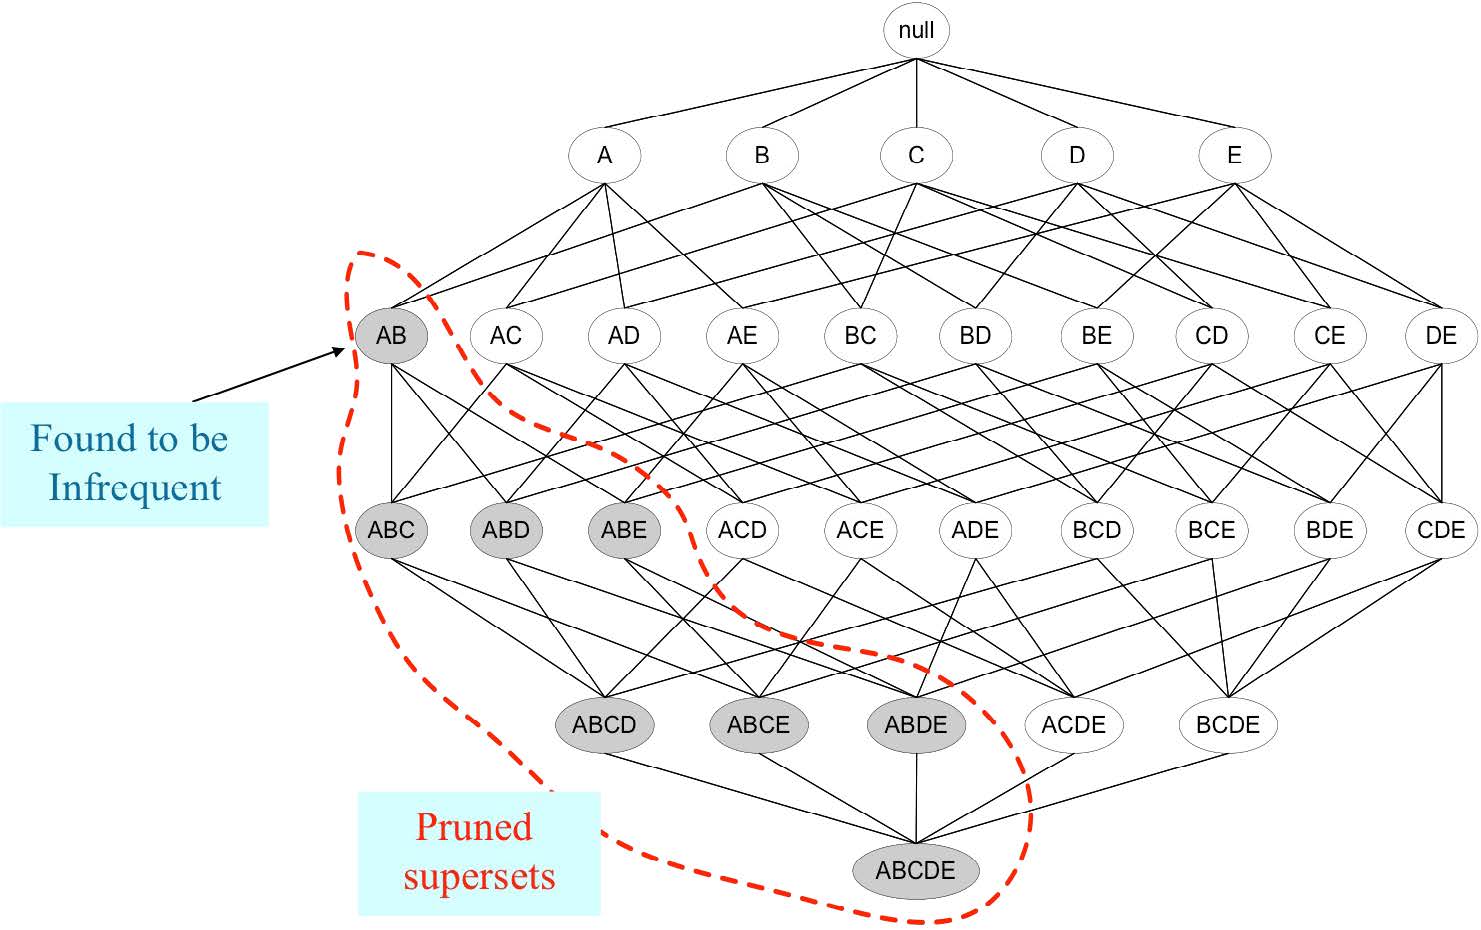 null
A B C D E
AB AC AD AE BC BD BE CD CE DE
Found to be
Infrequent
ABC ABD ABE ACD ACE ADE BCD BCE BDE CDE
ABCD ABCE ABDE ACDE BCDE
Pruned
supersets
ABCDE